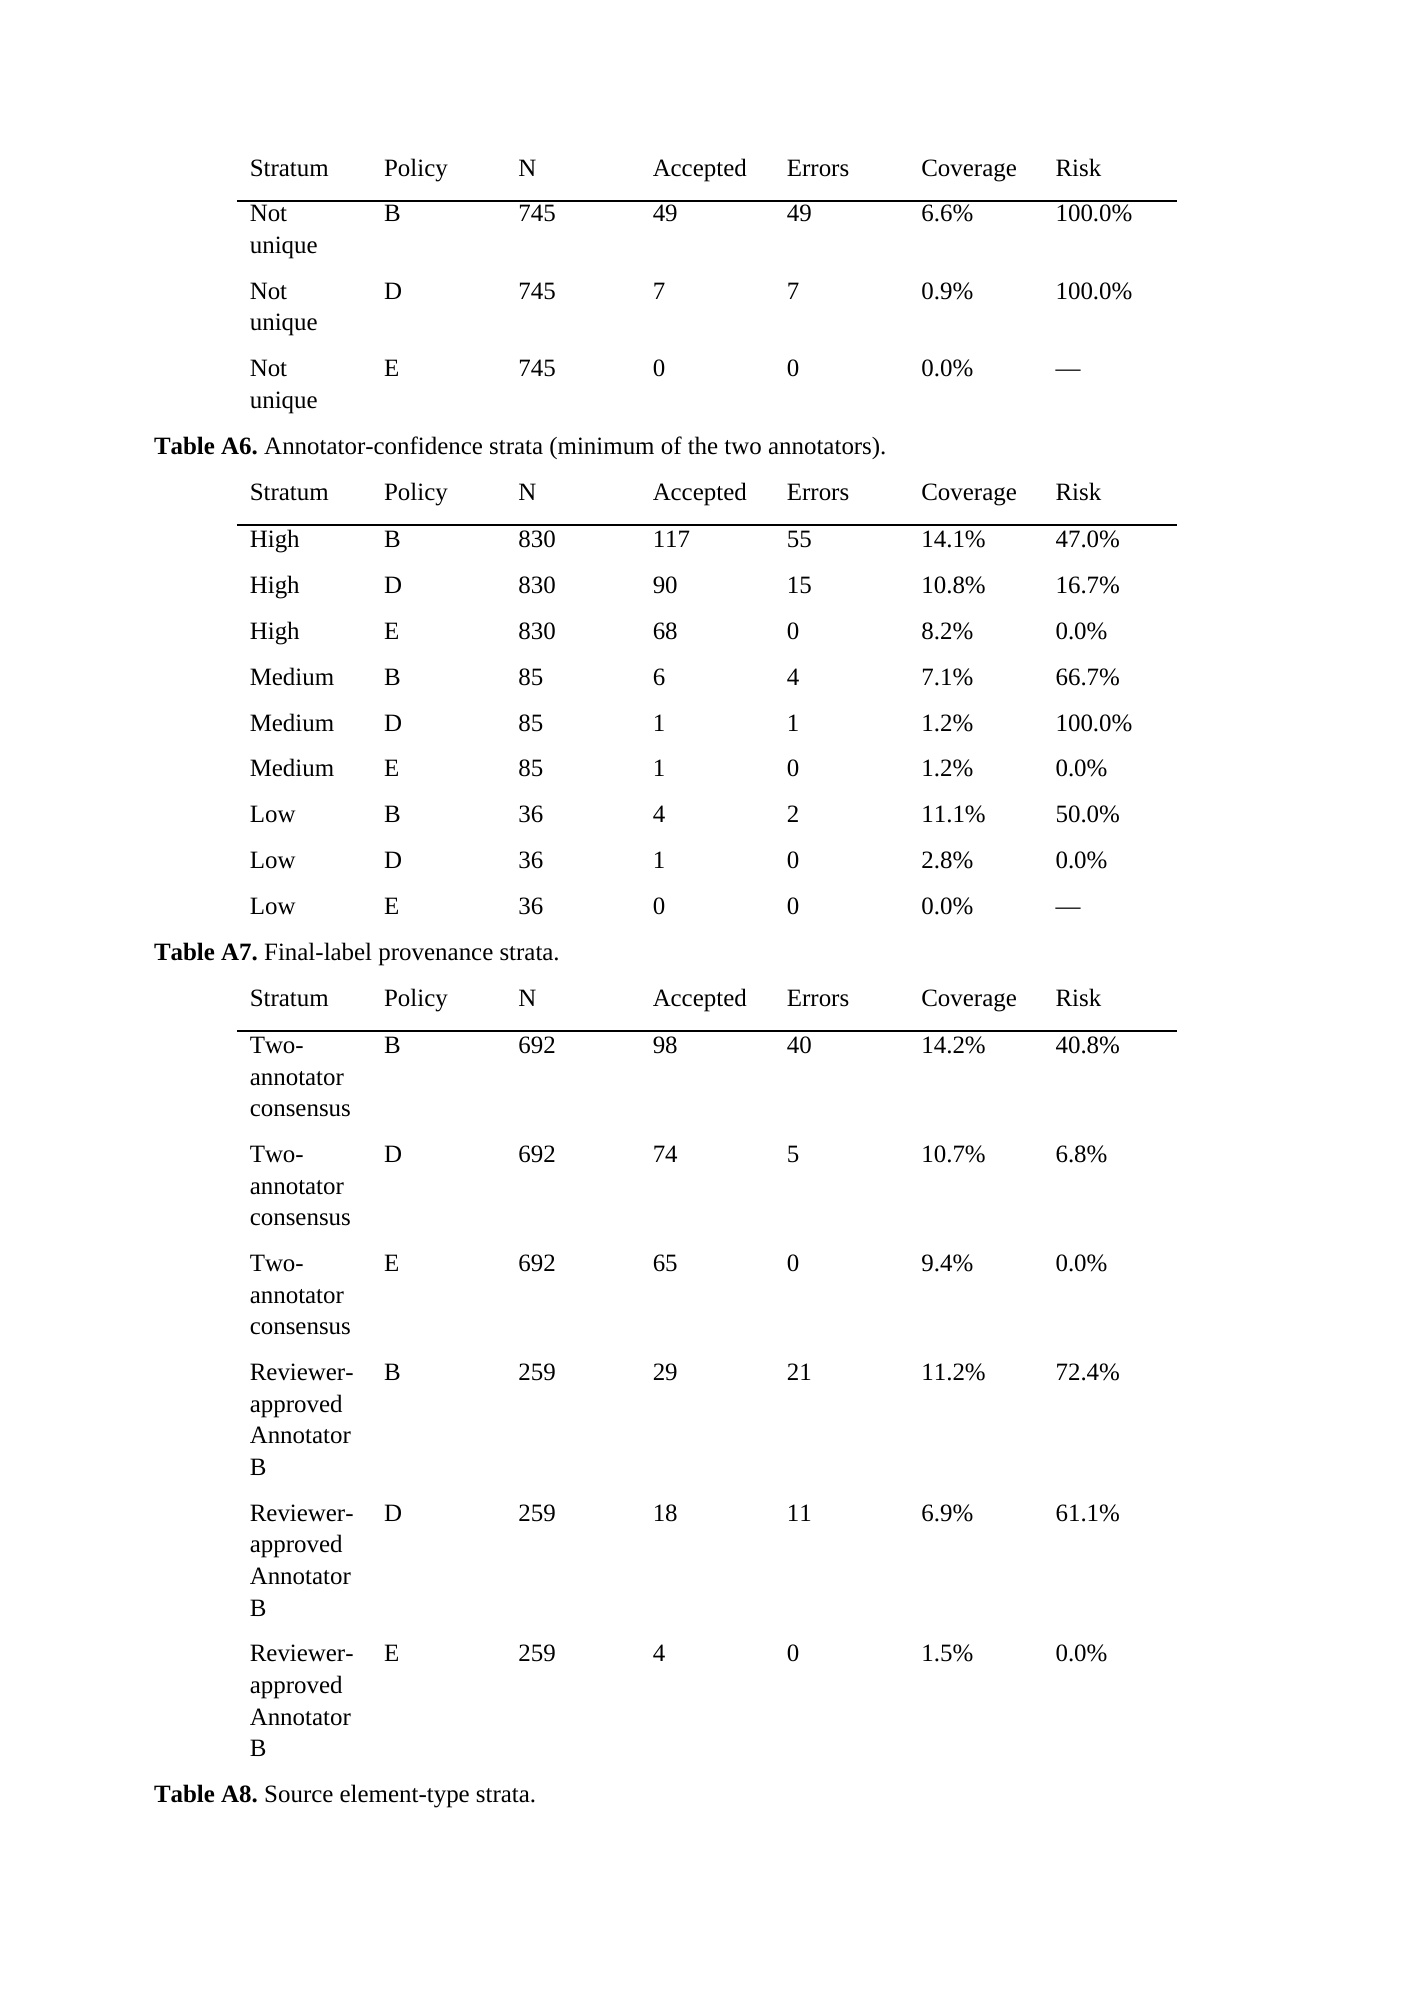 Stratum Policy N Accepted Errors Coverage Risk
Not B 745 49 49 6.6% 100.0%
unique
Not D 745 7 7 0.9% 100.0%
unique
Not E 745 0 0 0.0% —
unique
Table A6. Annotator-confidence strata (minimum of the two annotators).
Stratum Policy N Accepted Errors Coverage Risk
High B 830 117 55 14.1% 47.0%
High D 830 90 15 10.8% 16.7%
High E 830 68 0 8.2% 0.0%
Medium B 85 6 4 7.1% 66.7%
Medium D 85 1 1 1.2% 100.0%
Medium E 85 1 0 1.2% 0.0%
Low B 36 4 2 11.1% 50.0%
Low D 36 1 0 2.8% 0.0%
Low E 36 0 0 0.0% —
Table A7. Final-label provenance strata.
Stratum Policy N Accepted Errors Coverage Risk
Two- B 692 98 40 14.2% 40.8%
annotator
consensus
Two- D 692 74 5 10.7% 6.8%
annotator
consensus
Two- E 692 65 0 9.4% 0.0%
annotator
consensus
Reviewer- B 259 29 21 11.2% 72.4%
approved
Annotator
B
Reviewer- D 259 18 11 6.9% 61.1%
approved
Annotator
B
Reviewer- E 259 4 0 1.5% 0.0%
approved
Annotator
B
Table A8. Source element-type strata.